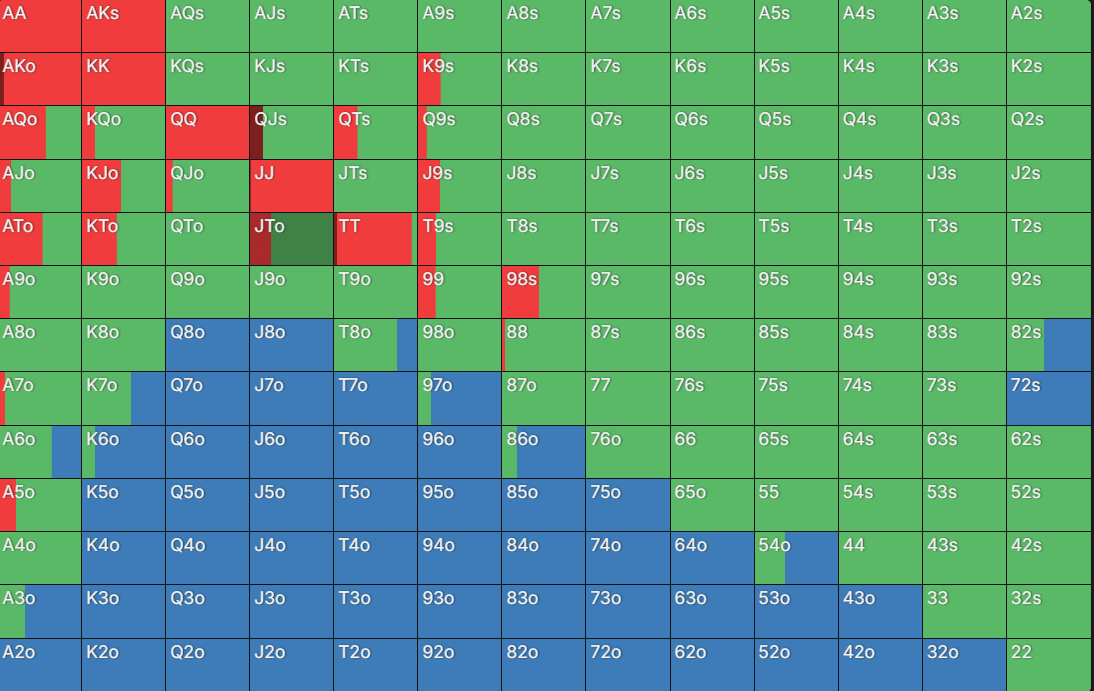 AA AKs AQs AJs ATs A9s A8s A7s A6s A5s A4s A3s A2s
AKo KK KQs KJs KTs K9s K8s K7s K6s K5s K4s K3s K2s
AQo KQo QQ QJs QTs Q9s Q8s Q7s Q6s Q5s Q4s Q3s Q2s
AJo KJo QJo JJ JTs J9s J8s J7s J6s J5s J4s J3s J2s
ATo KTo QTo JTo TT T9s T8s T7s T6s T5s T4s T3s T2s
A9o K9o Q9o J9o T9o 99 98s 97s 96s 95s 94s 93s 92s
A8o K8o Q8o J8o T8o 98o 88 87s 86s 85s 84s 83s 82s
A7o K7o Q7o J7o T7o 97o 87o 77 76s 75s 74s 73s 72s
A6o K6o Q6o J6o T6o 96o 86o 76o 66 65s 64s 63s 62s
A5o K5o Q5o J5o T5o 95o 85o 75o 65o 55 54s 53s 52s
A4o K4o Q4o J4o T4o 94o 84o 74o 64o 54o 44 43s 42s
A3o K3o Q3o J3o T3o 93o 83o 73o 63o 53o 43o 33 32s
A2o K2o Q2o J2o T2o 92o 82o 72o 62o 52o 42o 32o 22